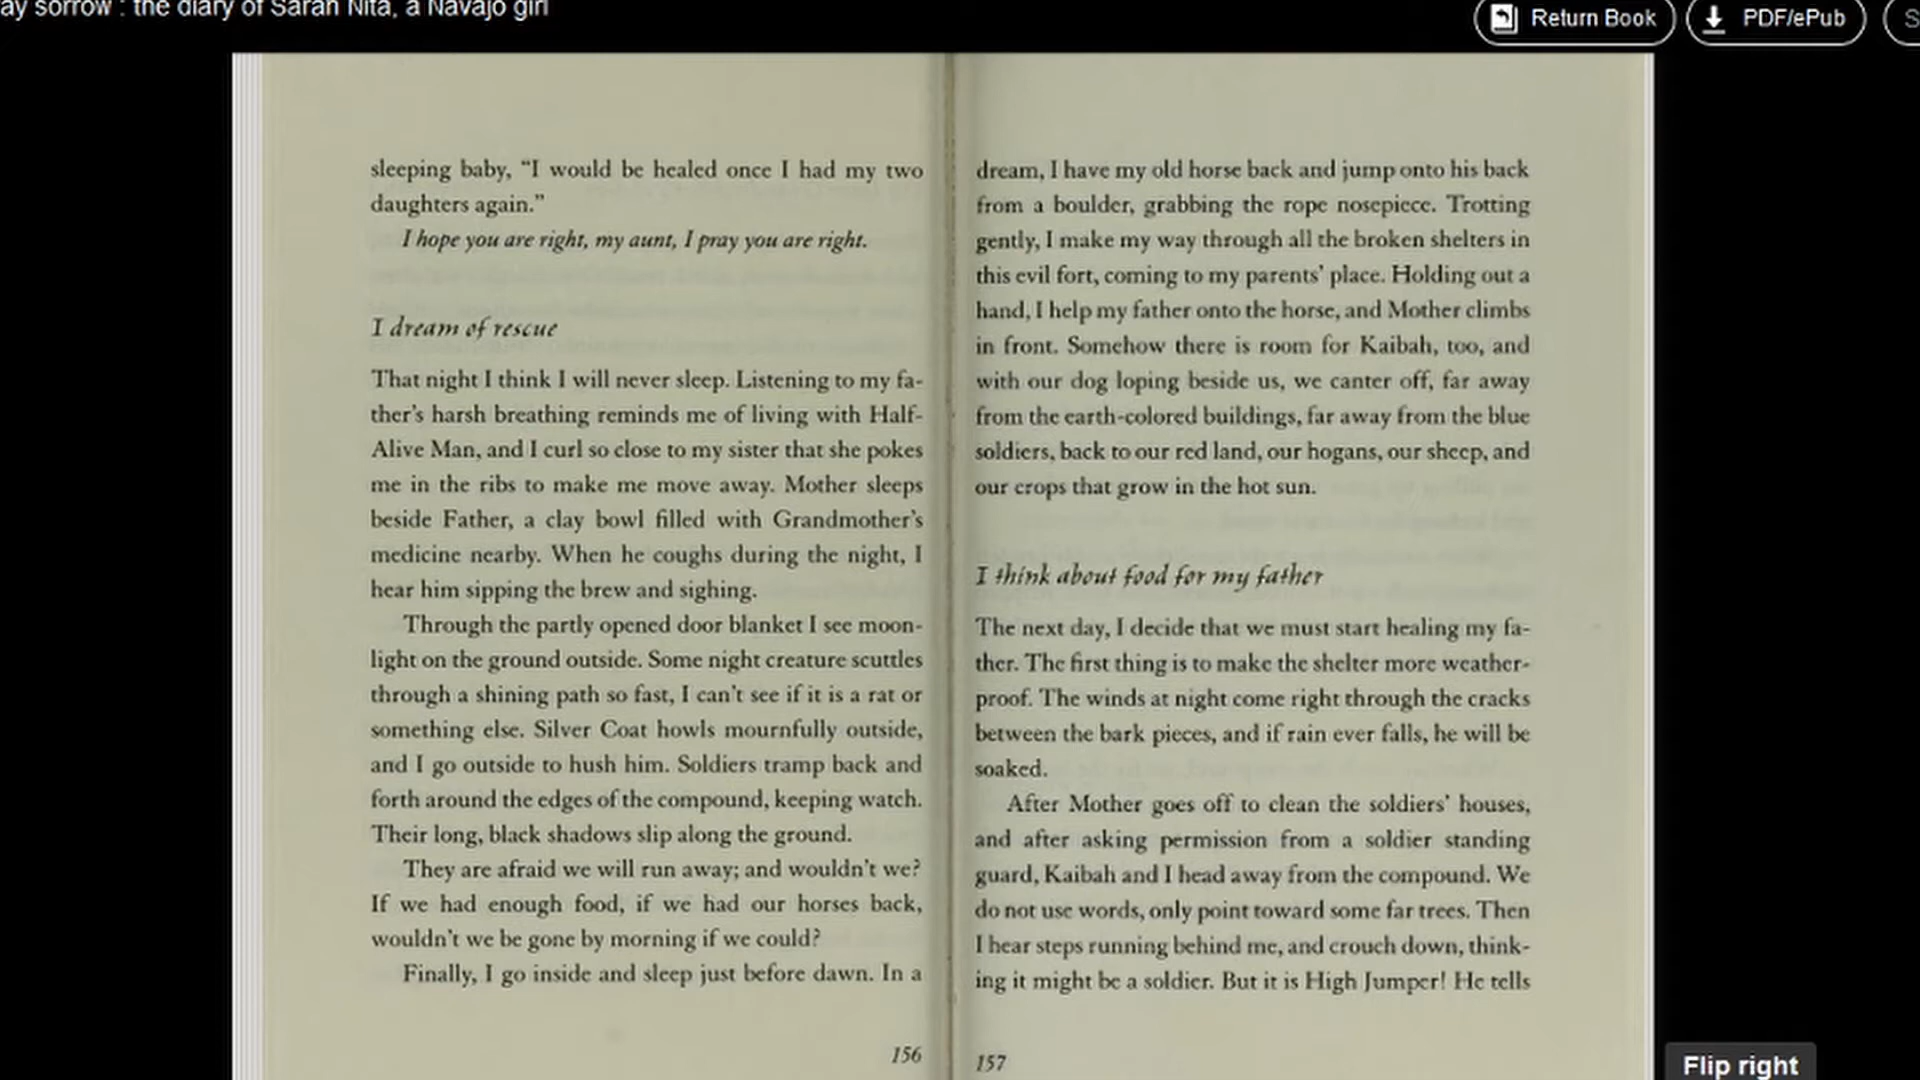 ay sorrow : the diary of Sarah Nita, a Navajo girl
Return Book
PDF/ePub
S
sleeping baby, “I would be healed once I had my two
daughters again.”
I hope you are right, my aunt, I pray you are right.
I dream of rescue
That night I think I will never sleep. Listening to my fa-
ther’s harsh breathing reminds me of living with Half-
Alive Man, and I curl so close to my sister that she pokes
me in the ribs to make me move away. Mother sleeps
beside Father, a clay bowl filled with Grandmother’s
medicine nearby. When he coughs during the night, I
hear him sipping the brew and sighing.
Through the partly opened door blanket I see moon-
light on the ground outside. Some night creature scuttles
through a shining path so fast, I can’t see if it is a rat or
something else. Silver Coat howls mournfully outside,
and I go outside to hush him. Soldiers tramp back and
forth around the edges of the compound, keeping watch.
Their long, black shadows slip along the ground.
They are afraid we will run away; and wouldn’t we?
If we had enough food, if we had our horses back,
wouldn’t we be gone by morning if we could?
Finally, I go inside and sleep just before dawn. In a
156
dream, I have my old horse back and jump onto his back
from a boulder, grabbing the rope nosepiece. Trotting
gently, I make my way through all the broken shelters in
this evil fort, coming to my parents’ place. Holding out a
hand, I help my father onto the horse, and Mother climbs
in front. Somehow there is room for Kaibah, too, and
with our dog loping beside us, we canter off, far away
from the earth-colored buildings, far away from the blue
soldiers, back to our red land, our hogans, our sheep, and
our crops that grow in the hot sun.
I think about food for my father
The next day, I decide that we must start healing my fa-
ther. The first thing is to make the shelter more weather-
proof. The winds at night come right through the cracks
between the bark pieces, and if rain ever falls, he will be
soaked.
After Mother goes off to clean the soldiers’ houses,
and after asking permission from a soldier standing
guard, Kaibah and I head away from the compound. We
do not use words, only point toward some far trees. Then
I hear steps running behind me, and crouch down, think-
ing it might be a soldier. But it is High Jumper! He tells
157
Flip right